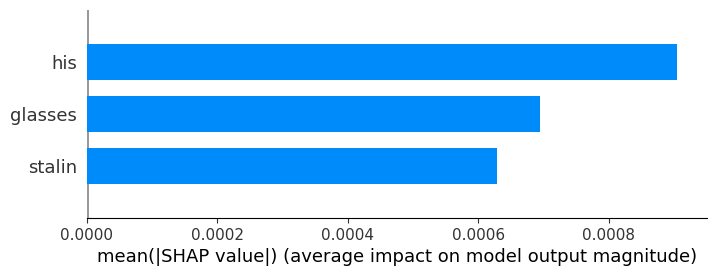 his
glasses
stalin
0.0000 0.0002 0.0004 0.0006 0.0008
mean(|SHAP value|) (average impact on model output magnitude)